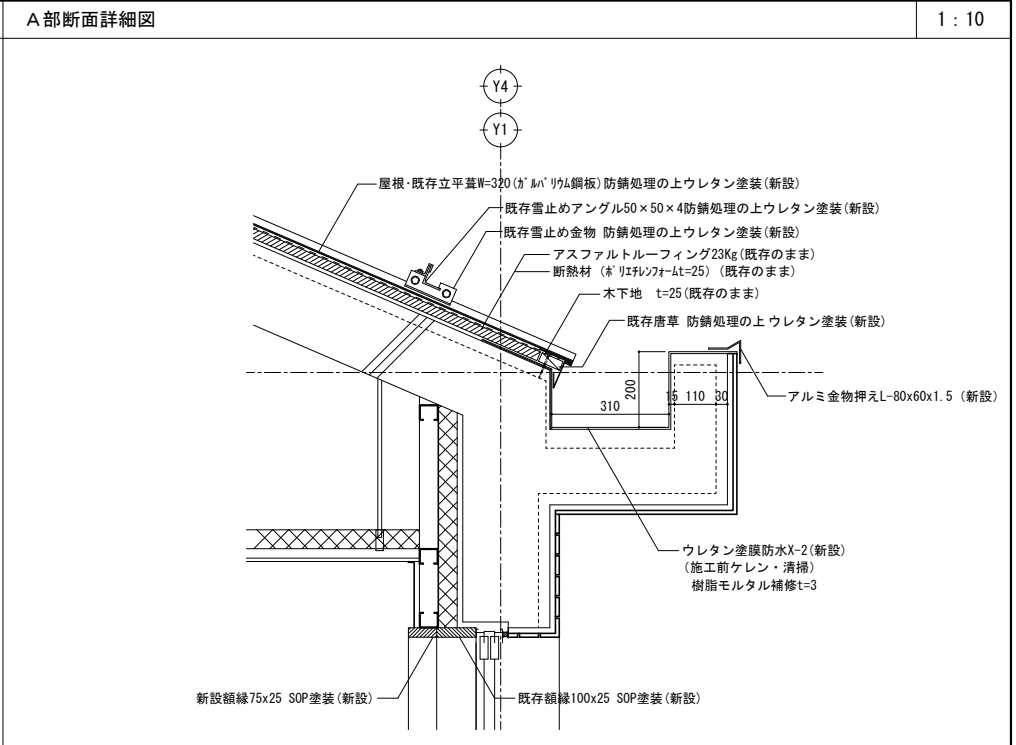 A部断面詳細図
1：10
Y4
Y1
屋根･既存立平葺W=320(ｶﾞﾙﾊﾞﾘｳﾑ鋼板)防錆処理の上ウレタン塗装(新設)
既存雪止めアングル50×50×4防錆処理の上ウレタン塗装(新設)
既存雪止め金物 防錆処理の上ウレタン塗装(新設)
アスファルトルーフィング23Kg(既存のまま)
断熱材 (ﾎﾟﾘｴﾁﾚﾝﾌｫｰﾑt=25) (既存のまま)
木下地 t=25(既存のまま)
既存唐草 防錆処理の上ウレタン塗装(新設)
200
310
15 110 30
アルミ金物押えL-80x60x1.5 (新設)
ウレタン塗膜防水X-2(新設)
(施工前ケレン・清掃)
樹脂モルタル補修t=3
新設額縁75x25 SOP塗装(新設)
既存額縁100x25 SOP塗装(新設)